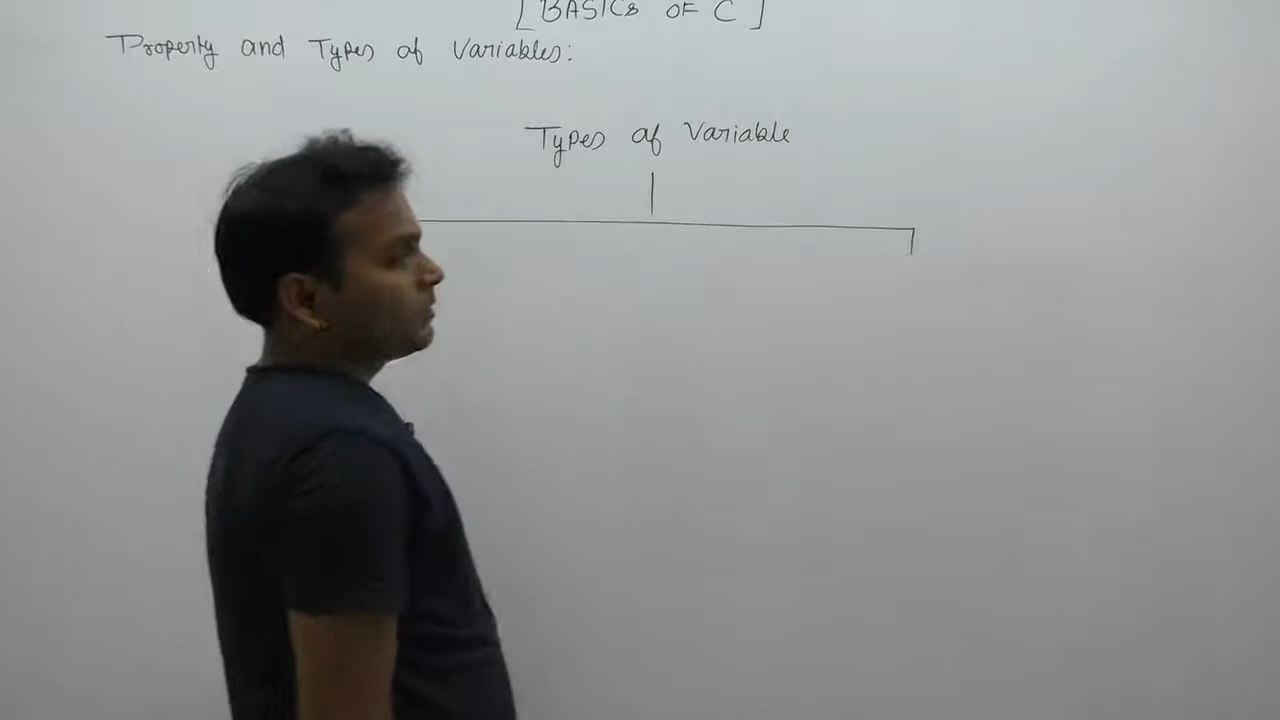 [ BASICS OF C ]
Property and Types of Variables:
Types of Variable